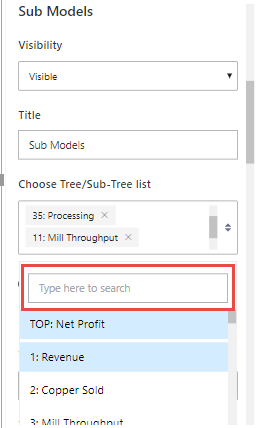 Sub Models
Visibility
Visible
Title
Sub Models
Choose Tree/Sub-Tree list
35: Processing ×
11: Mill Throughput ×
Type here to search
TOP: Net Profit
1: Revenue
2: Copper Sold
3: Mill Throughput